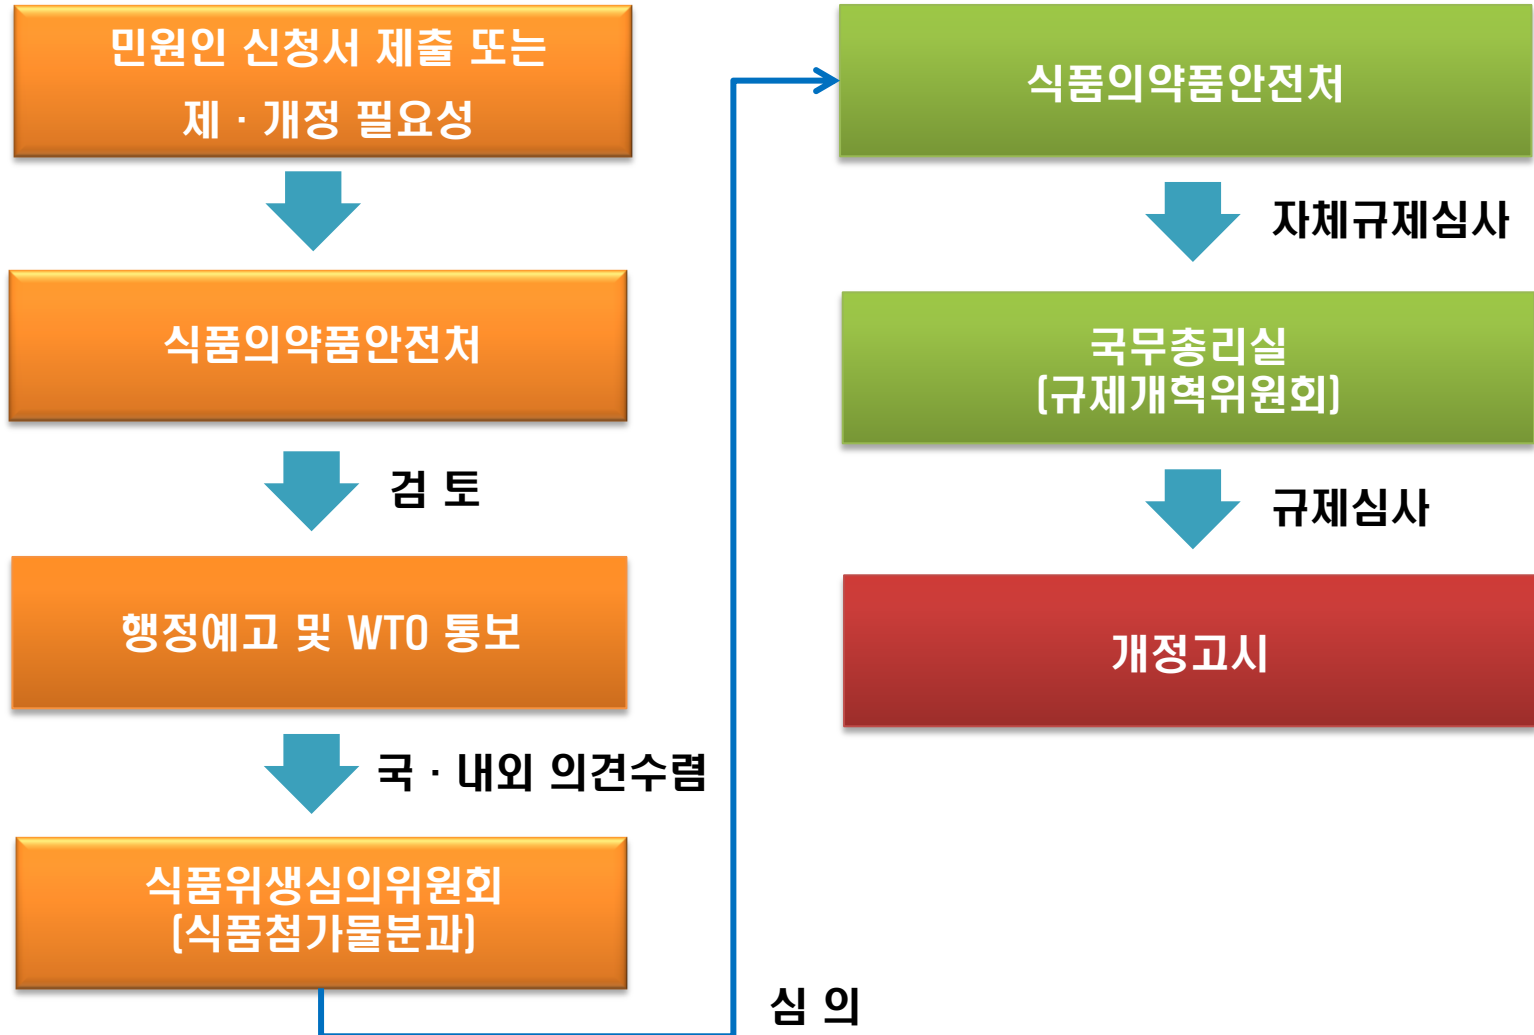 민원인 신청서 제출 또는
제 · 개정 필요성
식품의약품안전처
검 토
행정예고 및 WTO 통보
국 · 내외 의견수렴
식품위생심의위원회
(식품첨가물분과)
심 의
식품의약품안전처
자체규제심사
국무총리실
(규제개혁위원회)
규제심사
개정고시